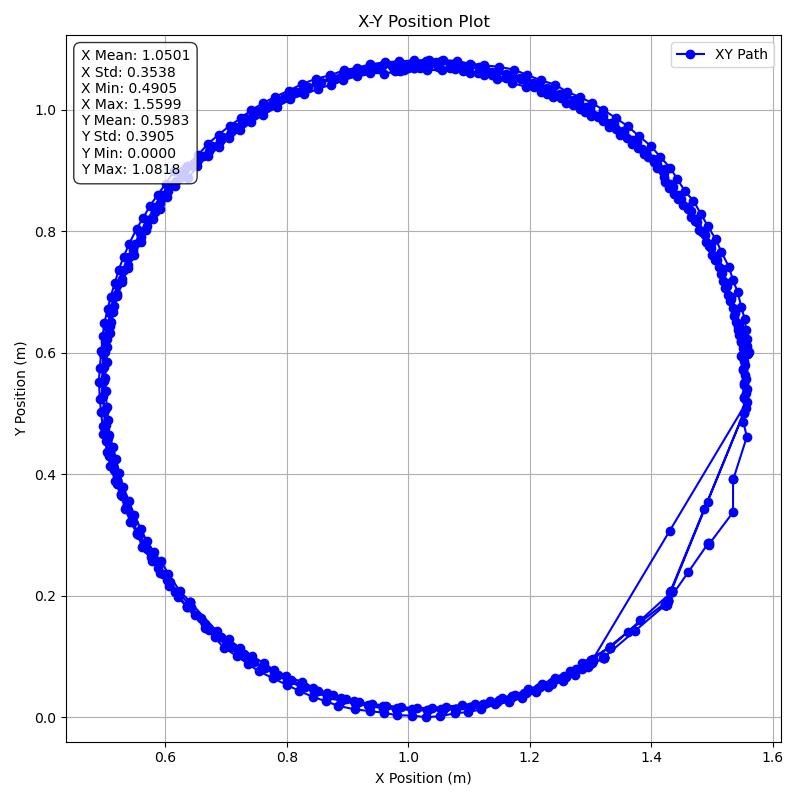 X-Y Position Plot
X Mean: 1.0501
X Std: 0.3538
X Min: 0.4905
X Max: 1.5599
Y Mean: 0.5983
Y Std: 0.3905
Y Min: 0.0000
Y Max: 1.0818
XY Path
1.0
0.8
0.6
0.4
0.2
0.0
Y Position (m)
0.6 0.8 1.0 1.2 1.4 1.6
X Position (m)